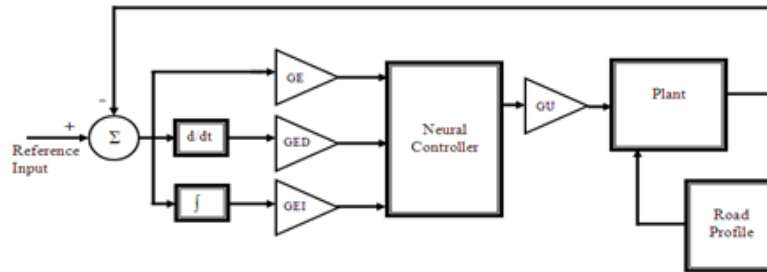 −
+
Σ
Reference
Input
d/dt
∫
GE
GED
GEI
Neural
Controller
GU
Plant
Road
Profile